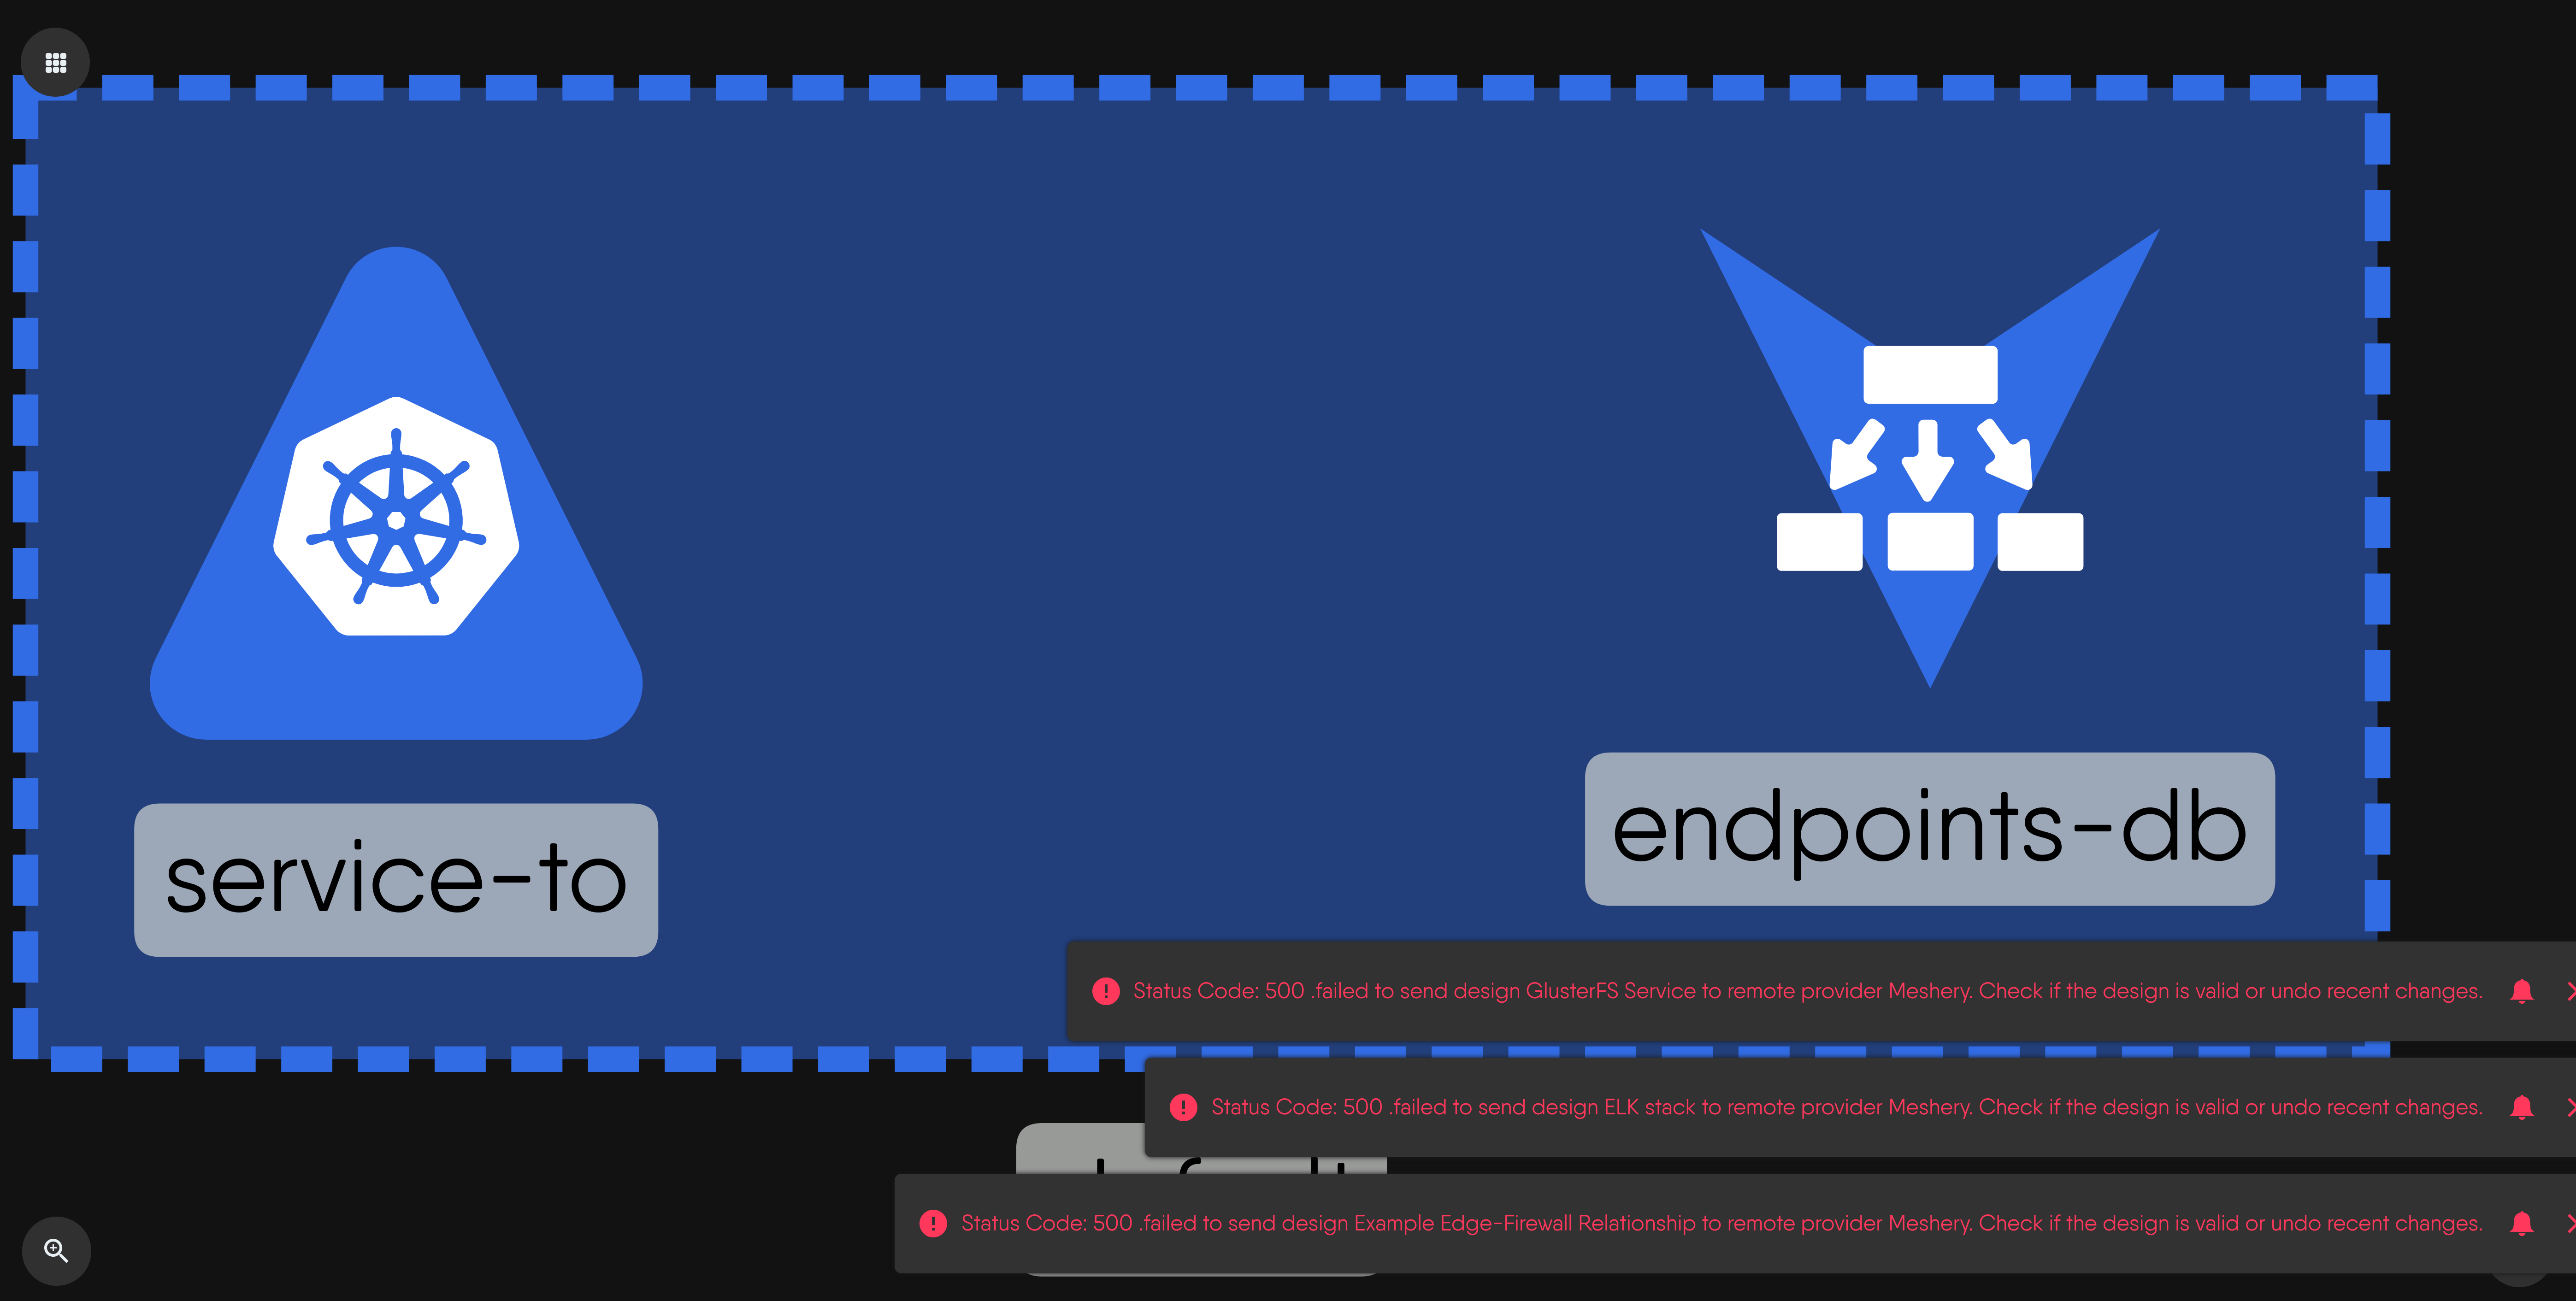 service-to
endpoints-db
Status Code: 500 .failed to send design GlusterFS Service to remote provider Meshery. Check if the design is valid or undo recent changes.
Status Code: 500 .failed to send design ELK stack to remote provider Meshery. Check if the design is valid or undo recent changes.
Status Code: 500 .failed to send design Example Edge-Firewall Relationship to remote provider Meshery. Check if the design is valid or undo recent changes.